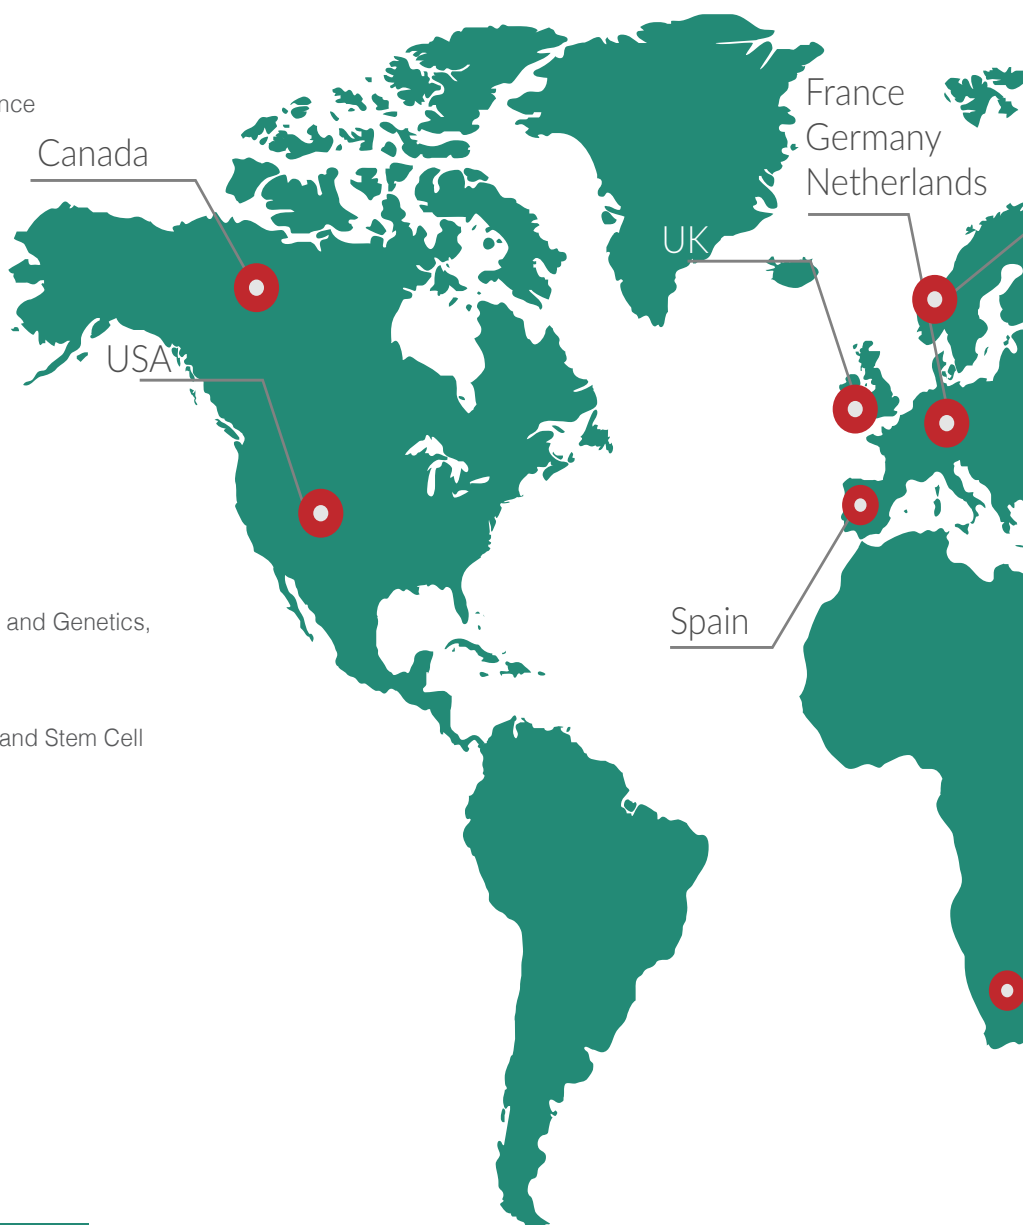 nce
Canada
France
Germany
Netherlands
UK
USA
and Genetics,
Spain
and Stem Cell